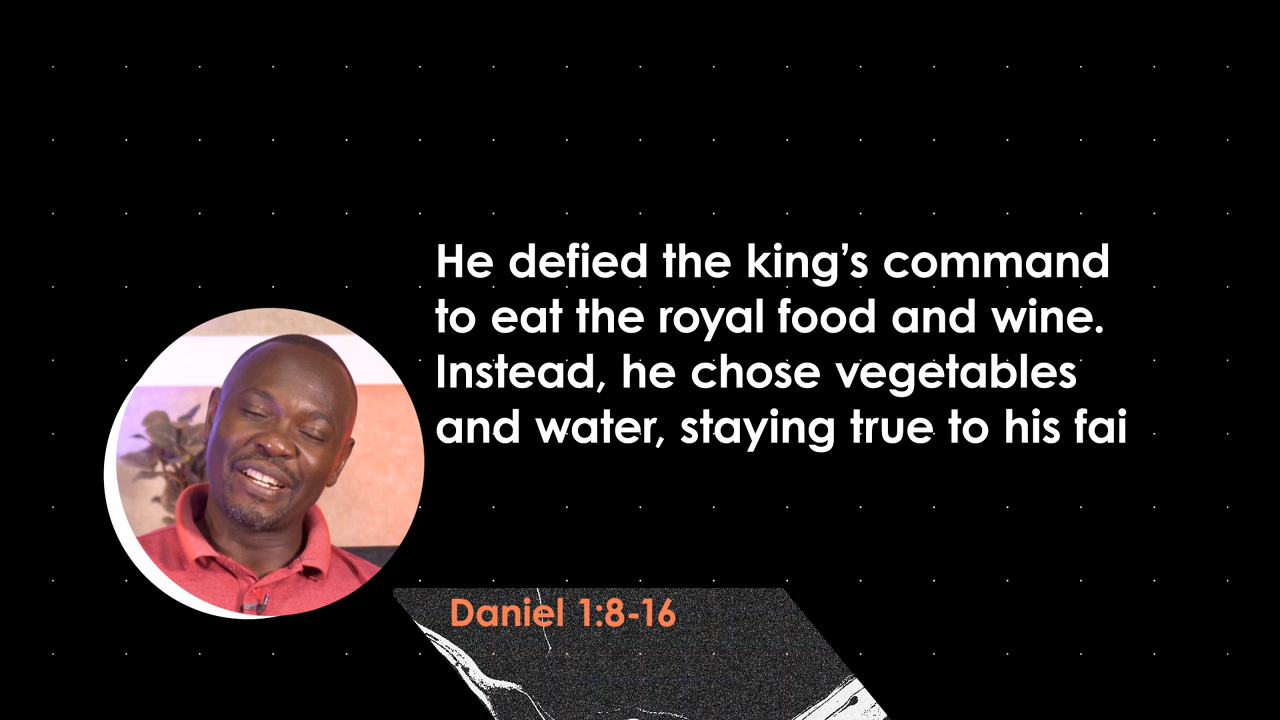 He defied the king’s command
to eat the royal food and wine.
Instead, he chose vegetables
and water, staying true to his fai
Daniel 1:8-16